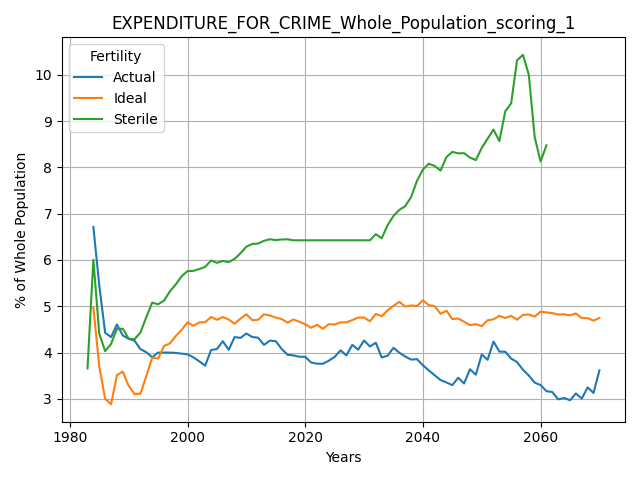 EXPENDITURE_FOR_CRIME_Whole_Population_scoring_1
Fertility
Actual
Ideal
Sterile
% of Whole Population
10
9
8
7
6
5
4
3
1980
2000
2020
2040
2060
Years